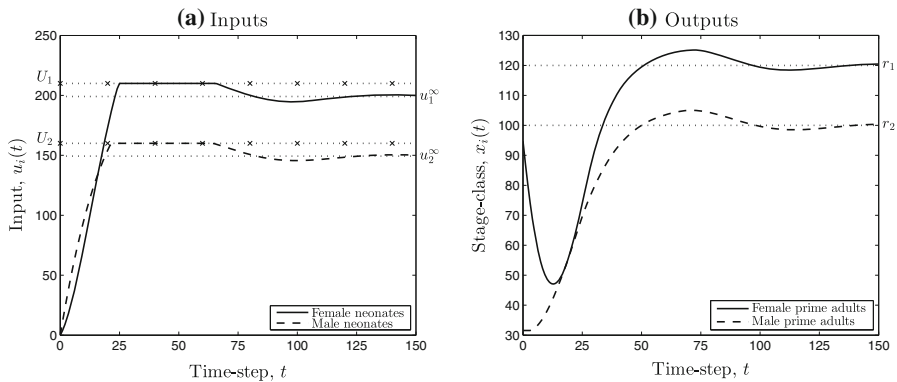 (a) Inputs
250
200
150
100
50
0
U₁
U₂
u₁^∞
u₂^∞
Input, uᵢ(t)
0 25 50 75 100 125 150
Time-step, t
Female neonates
Male neonates
(b) Outputs
130
120
110
100
90
80
70
60
50
40
30
r₁
r₂
Stage-class, xᵢ(t)
0 25 50 75 100 125 150
Time-step, t
Female prime adults
Male prime adults